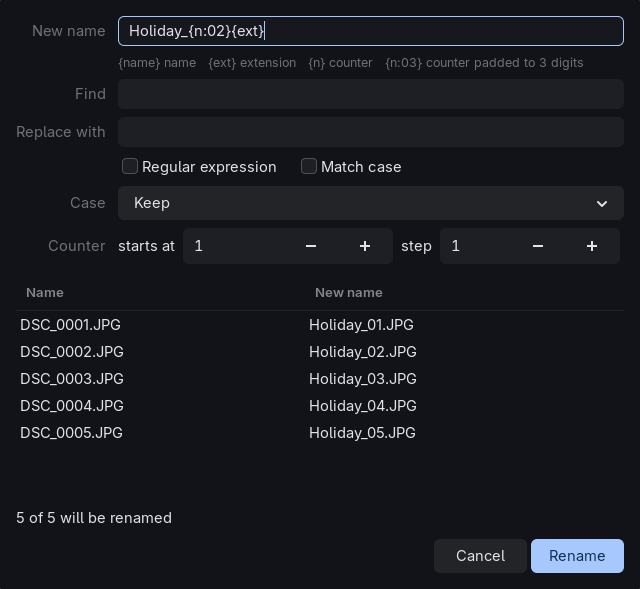 New name Holiday_{n:02}{ext}
{name} name {ext} extension {n} counter {n:03} counter padded to 3 digits
Find
Replace with
Regular expression Match case
Case Keep
Counter starts at 1 − + step 1 − +
Name New name
DSC_0001.JPG Holiday_01.JPG
DSC_0002.JPG Holiday_02.JPG
DSC_0003.JPG Holiday_03.JPG
DSC_0004.JPG Holiday_04.JPG
DSC_0005.JPG Holiday_05.JPG
5 of 5 will be renamed
Cancel Rename